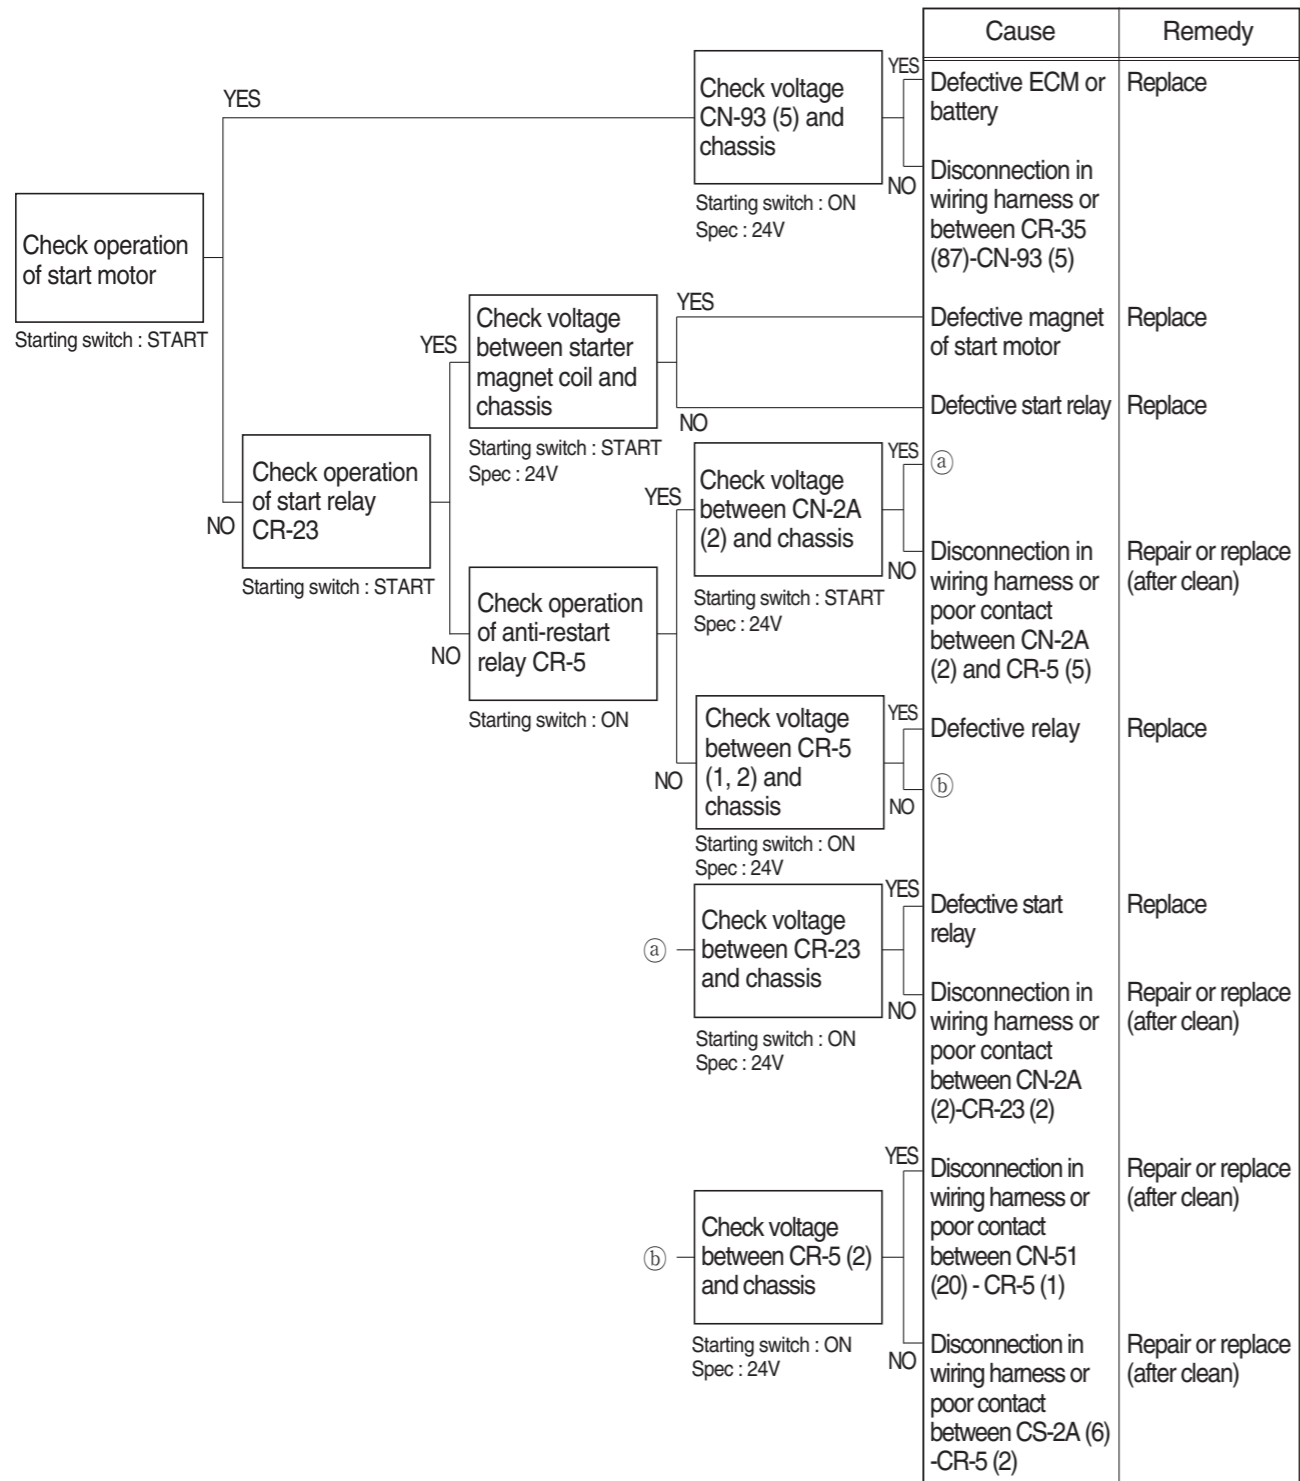 Cause
Remedy
YES
Check voltage
CN-93 (5) and
chassis
Starting switch : ON
Spec : 24V
YES
Defective ECM or
battery
Replace
NO
Disconnection in
wiring harness or
between CR-35
(87)-CN-93 (5)
Check operation
of start motor
Starting switch : START
YES
Check voltage
between starter
magnet coil and
chassis
Starting switch : START
Spec : 24V
YES
Defective magnet
of start motor
Replace
NO
Defective start relay
Replace
NO
Check operation
of start relay
CR-23
Starting switch : START
YES
Check voltage
between CN-2A
(2) and chassis
Starting switch : START
Spec : 24V
YES
ⓐ
NO
Disconnection in
wiring harness or
poor contact
between CN-2A
(2) and CR-5 (5)
Repair or replace
(after clean)
NO
Check operation
of anti-restart
relay CR-5
Starting switch : ON
NO
Check voltage
between CR-5
(1, 2) and
chassis
Starting switch : ON
Spec : 24V
YES
Defective relay
Replace
NO
ⓑ
ⓐ
Check voltage
between CR-23
and chassis
Starting switch : ON
Spec : 24V
YES
Defective start
relay
Replace
NO
Disconnection in
wiring harness or
poor contact
between CN-2A
(2)-CR-23 (2)
Repair or replace
(after clean)
ⓑ
Check voltage
between CR-5 (2)
and chassis
Starting switch : ON
Spec : 24V
YES
Disconnection in
wiring harness or
poor contact
between CN-51
(20) - CR-5 (1)
Repair or replace
(after clean)
NO
Disconnection in
wiring harness or
poor contact
between CS-2A (6)
-CR-5 (2)
Repair or replace
(after clean)